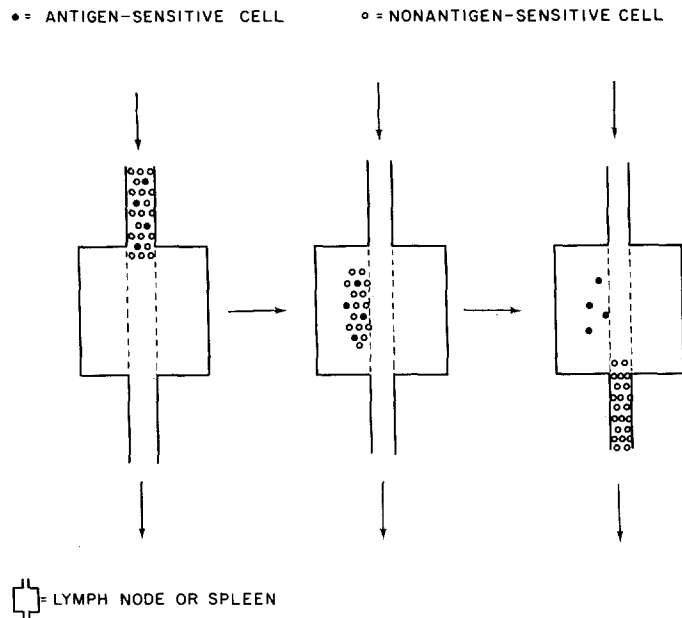 ●= ANTIGEN-SENSITIVE CELL
○= NONANTIGEN-SENSITIVE CELL
= LYMPH NODE OR SPLEEN